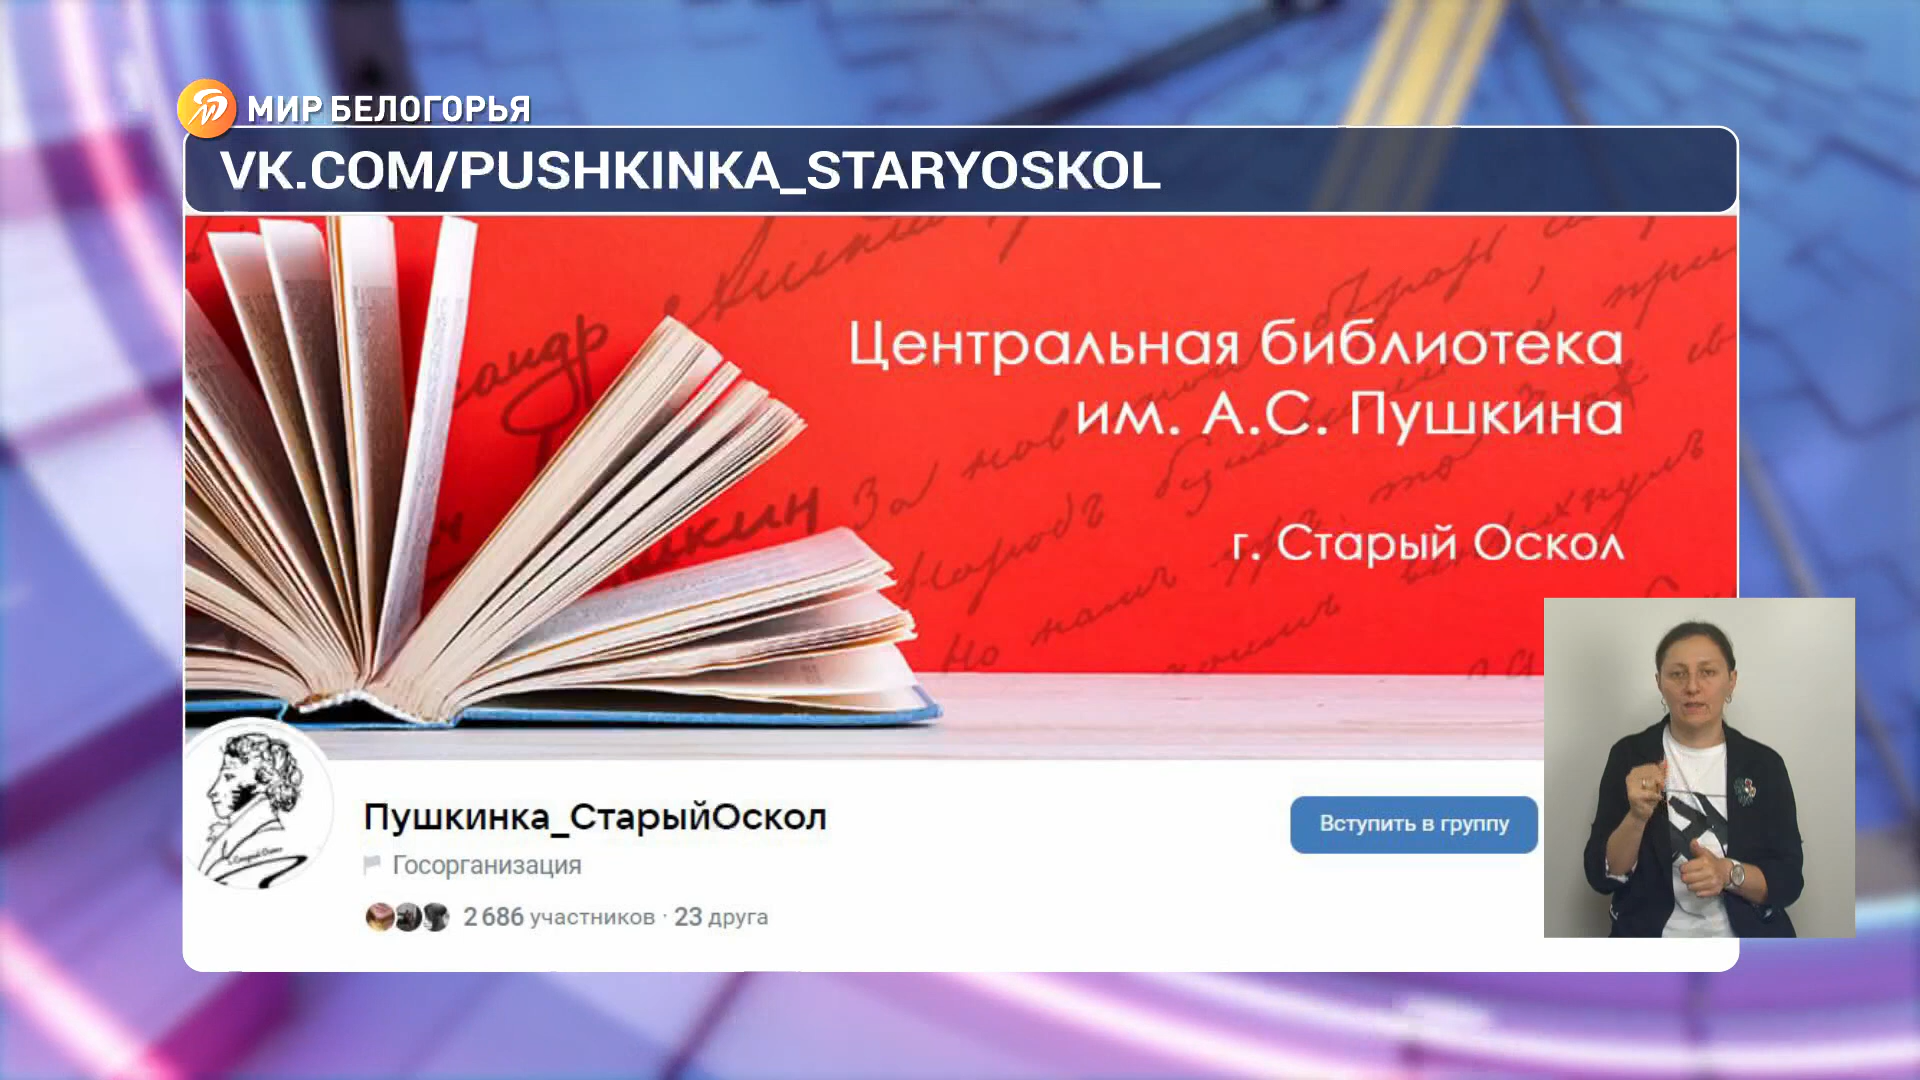 МИР БЕЛОГОРЬЯ
VK.COM/PUSHKINKA_STARYOSKOL
Центральная библиотека
им. А.С. Пушкина
г. Старый Оскол
Пушкинка_СтарыйОскол
Госорганизация
2 686 участников · 23 друга
Вступить в группу